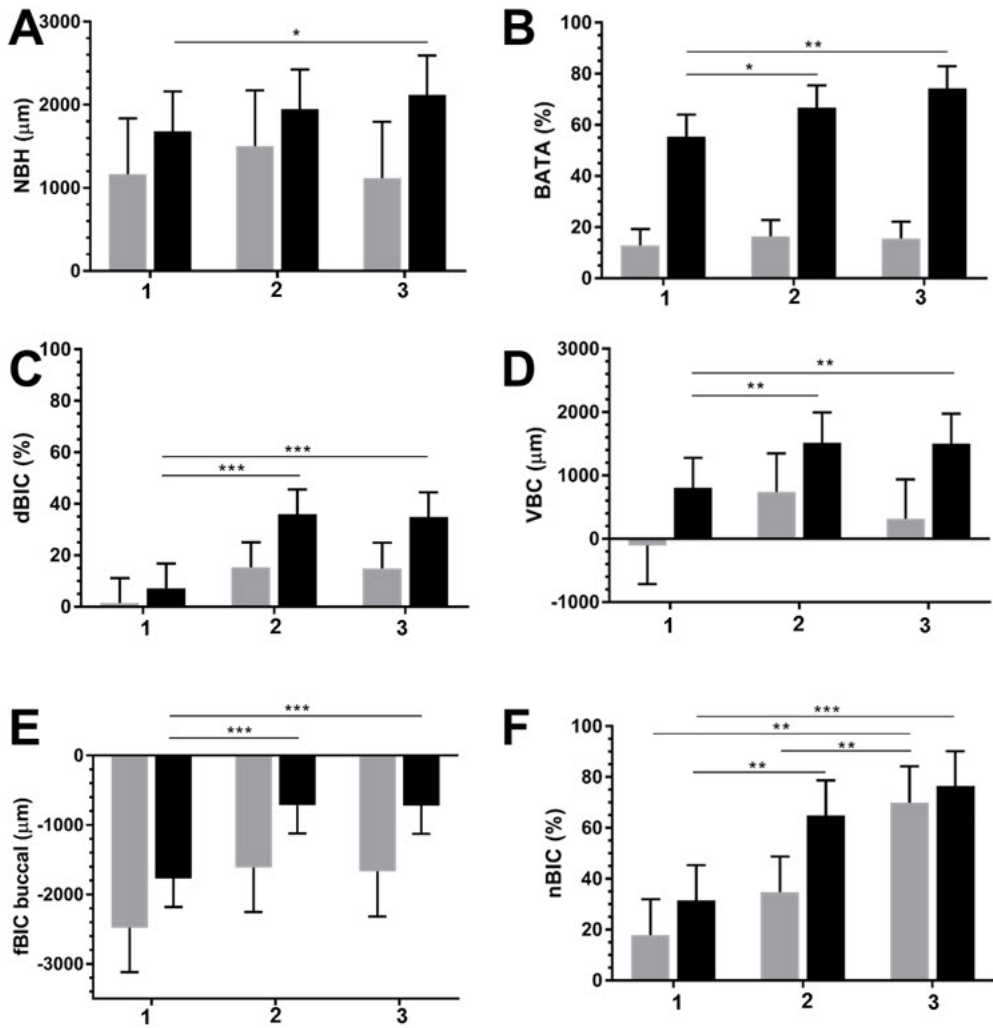 A
NBH (μm)
3000
2000
1000
0
*
1 2 3
B
BATA (%)
100
80
60
40
20
0
**
*
1 2 3
C
dBIC (%)
100
80
60
40
20
0
***
***
1 2 3
D
VBC (μm)
3000
2000
1000
0
-1000
**
**
1 2 3
E
fBIC buccal (μm)
0
-1000
-2000
-3000
***
***
1 2 3
F
nBIC (%)
100
80
60
40
20
0
***
**
**
**
1 2 3